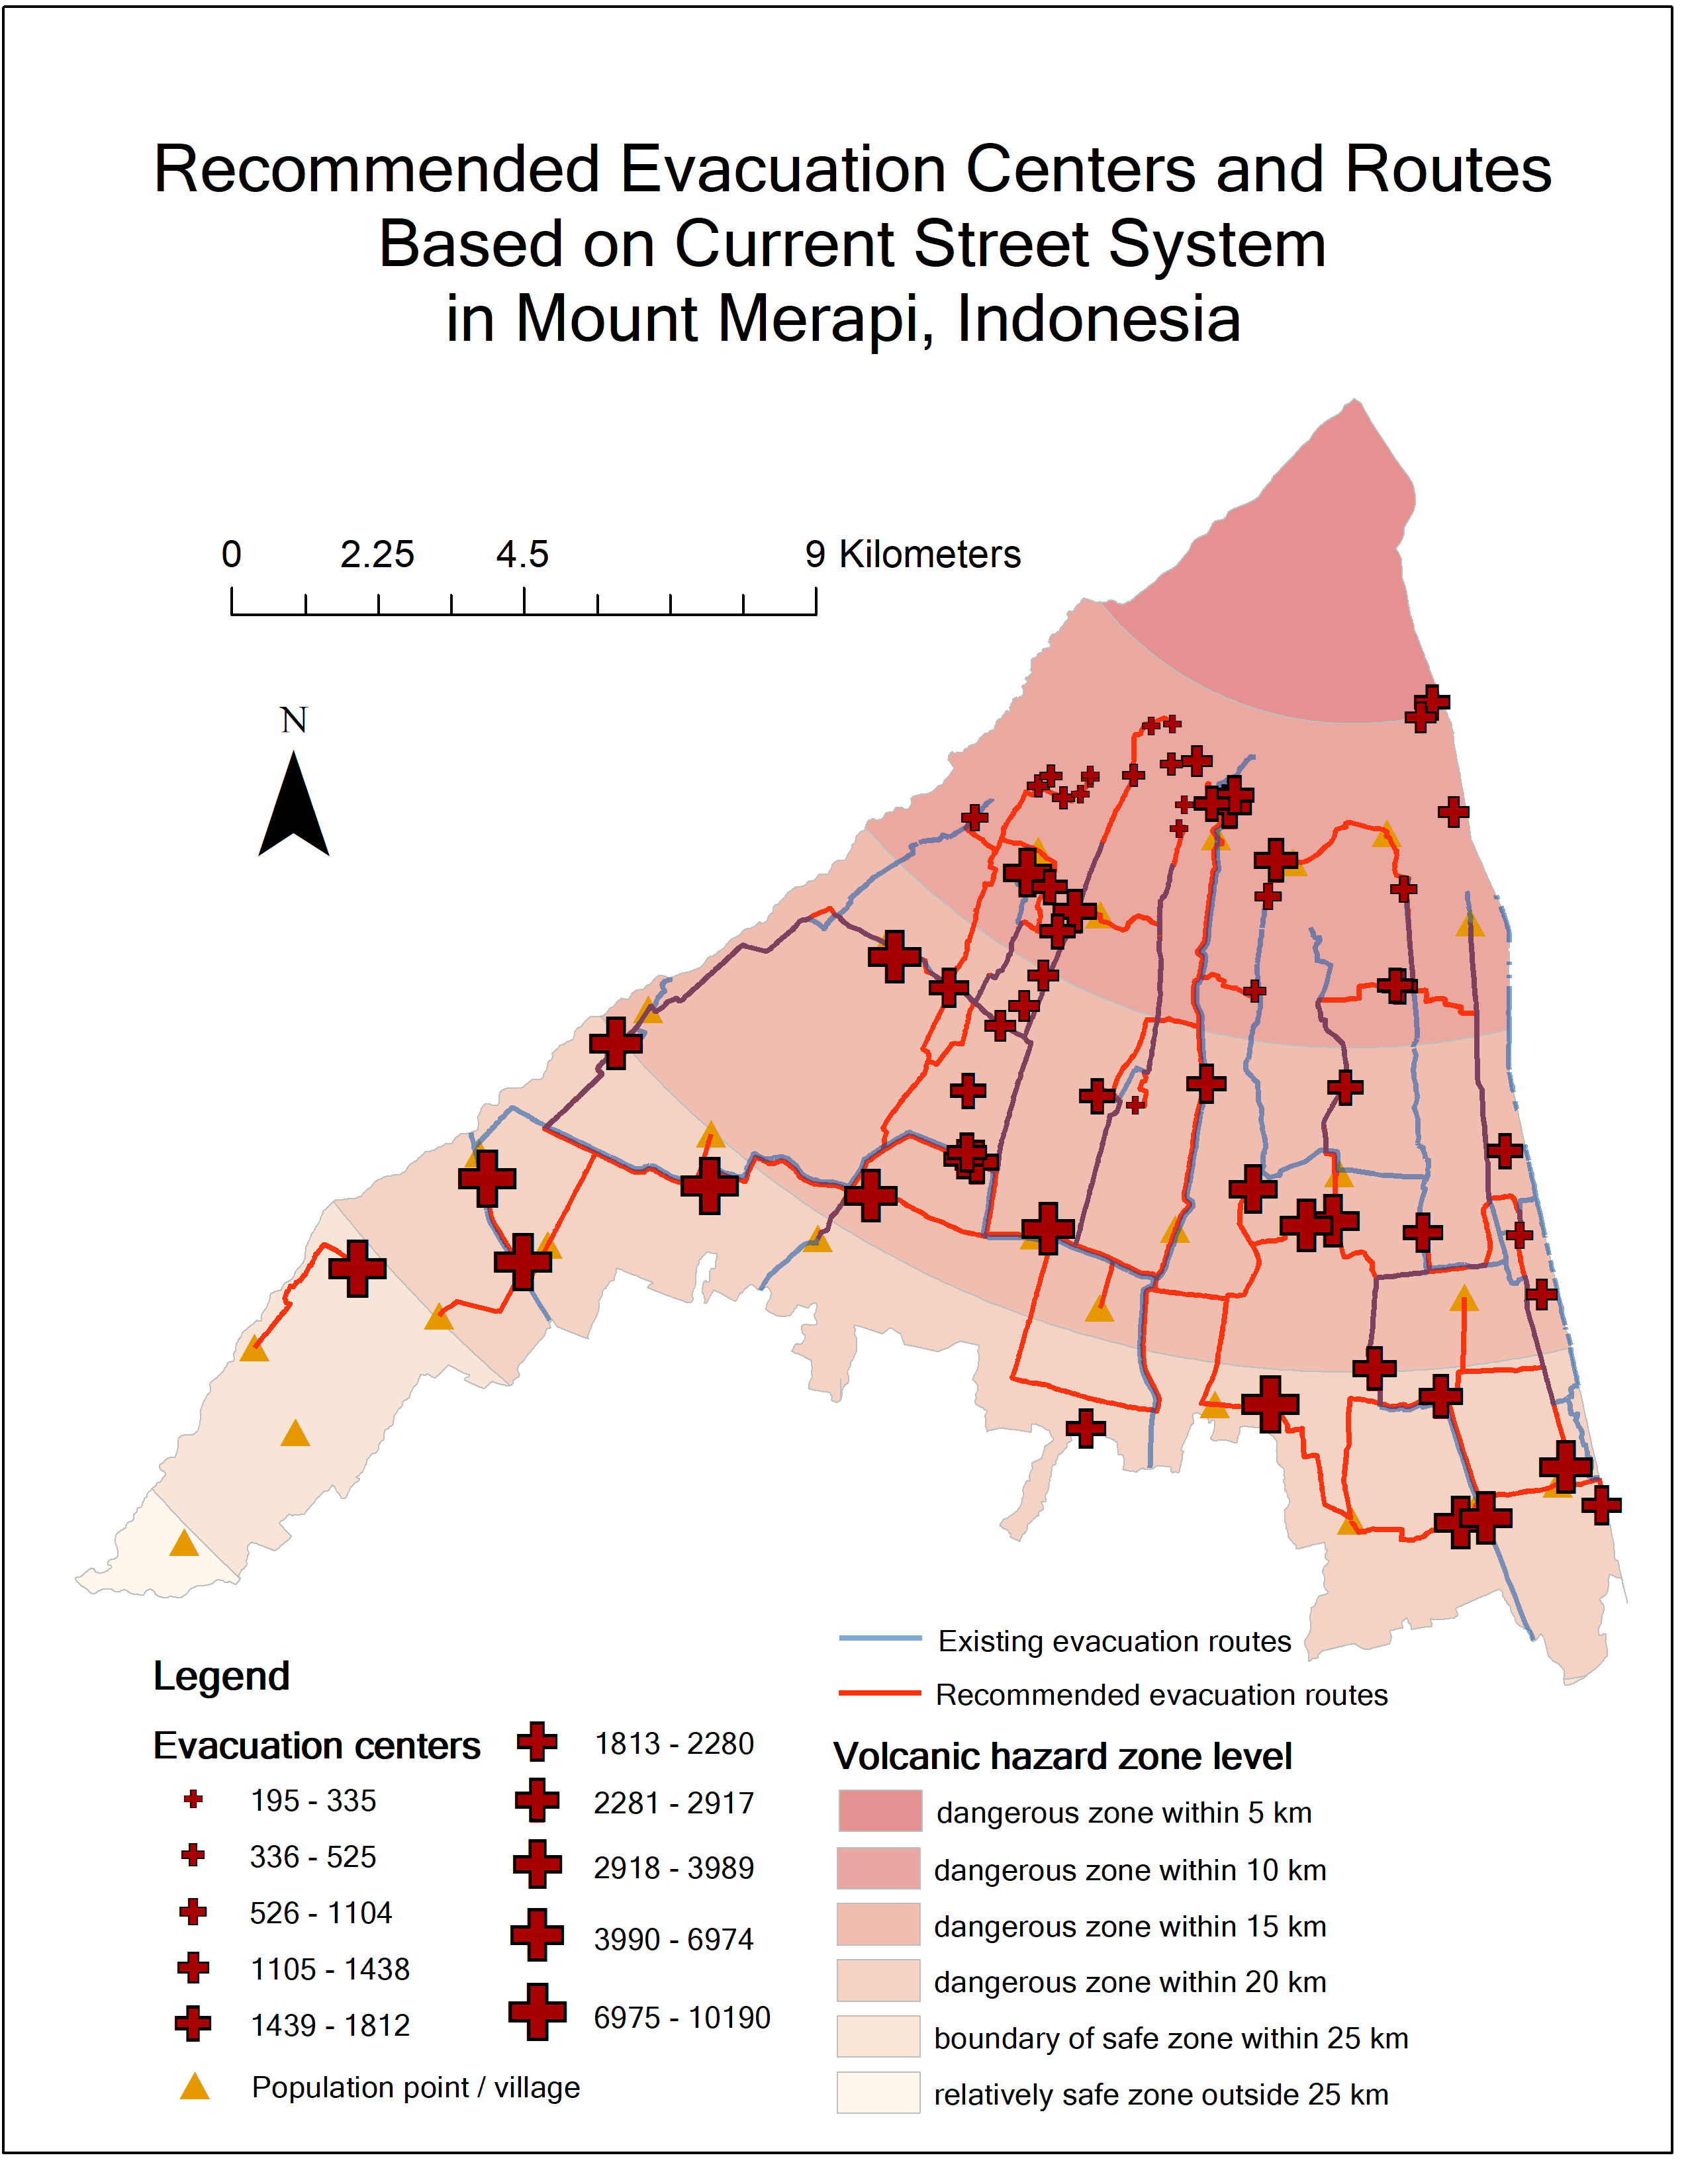 Recommended Evacuation Centers and Routes
Based on Current Street System
in Mount Merapi, Indonesia
0 2.25 4.5 9 Kilometers
N
Existing evacuation routes
Recommended evacuation routes
Legend
Evacuation centers
195 - 335
336 - 525
526 - 1104
1105 - 1438
1439 - 1812
1813 - 2280
2281 - 2917
2918 - 3989
3990 - 6974
6975 - 10190
Population point / village
Volcanic hazard zone level
dangerous zone within 5 km
dangerous zone within 10 km
dangerous zone within 15 km
dangerous zone within 20 km
boundary of safe zone within 25 km
relatively safe zone outside 25 km